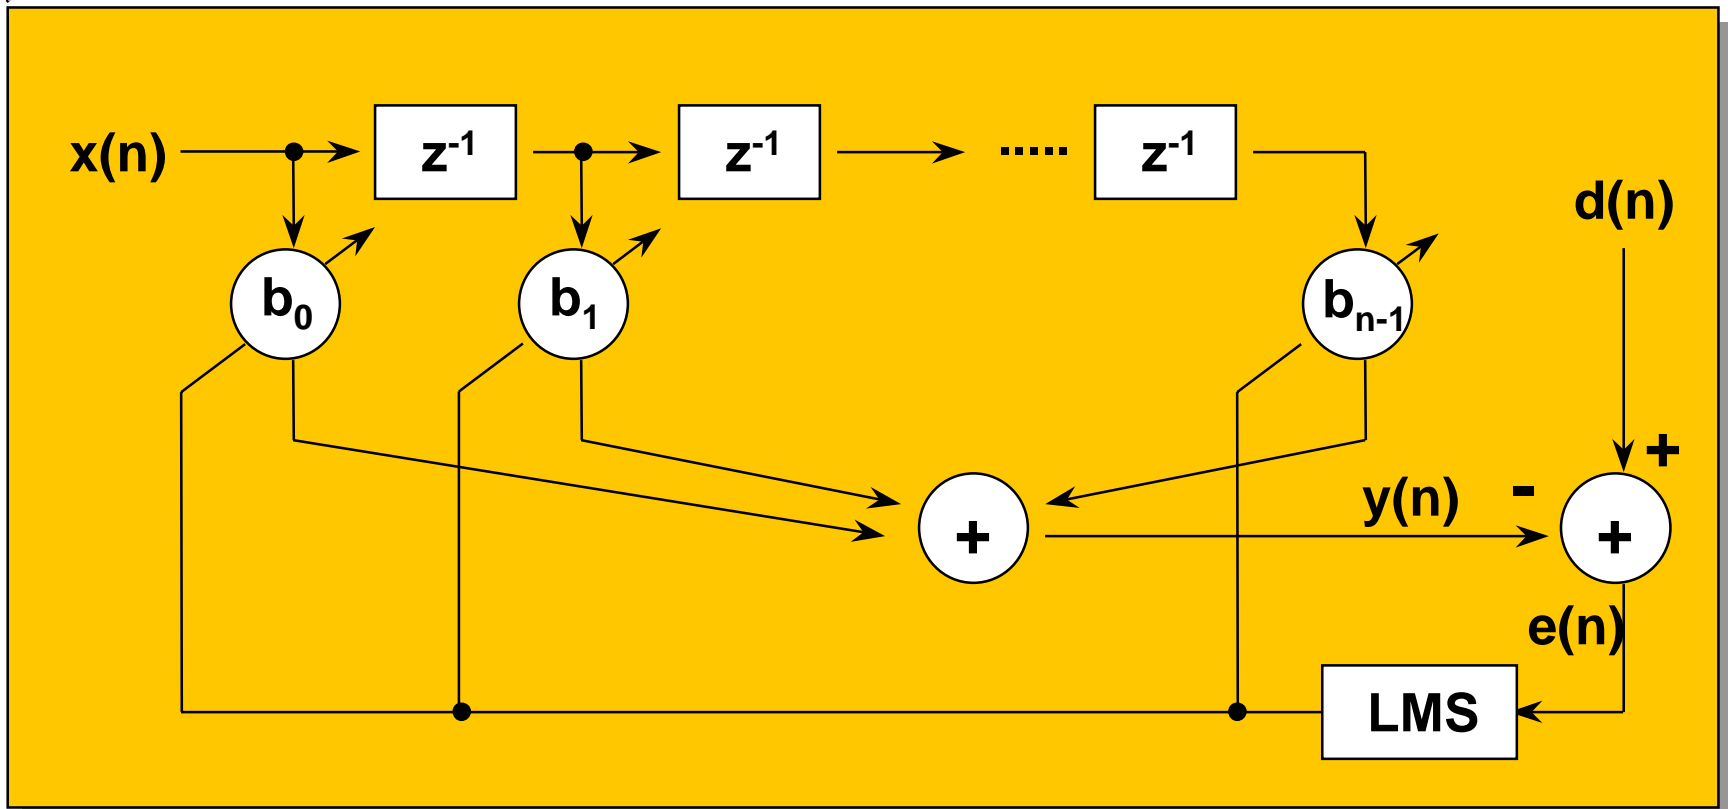 x(n) z⁻¹ z⁻¹ ..... z⁻¹
d(n)
b₀ b₁ bₙ₋₁
+
y(n) -
+ +
e(n)
LMS